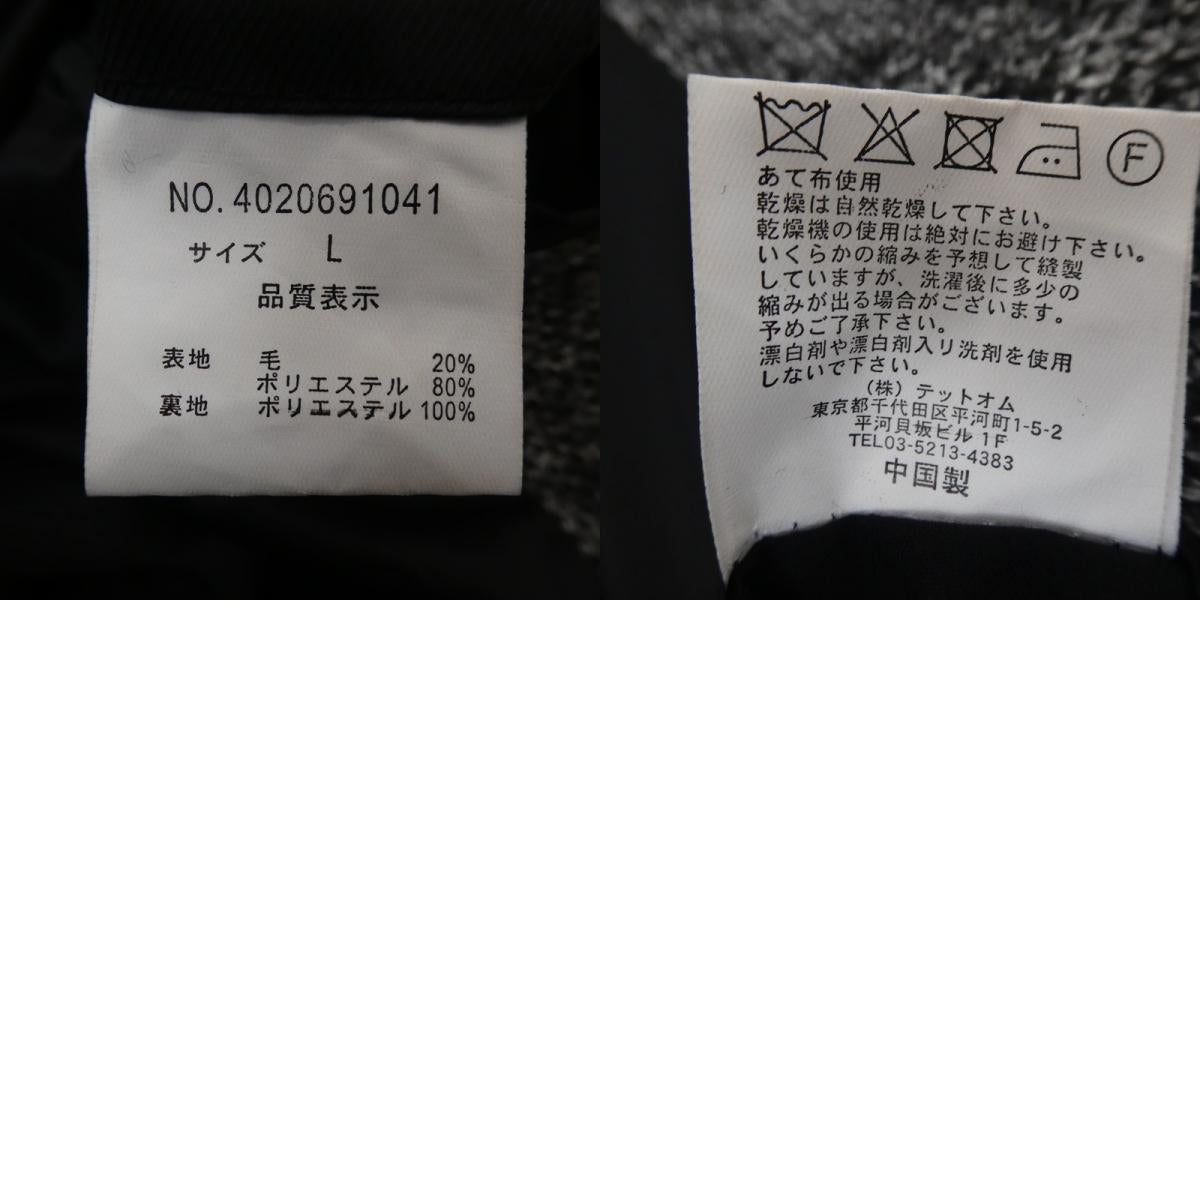 NO. 4020691041
サイズ L
品質表示
表地 毛 20%
ポリエステル 80%
裏地 ポリエステル 100%
F
あて布使用
乾燥は自然乾燥して下さい。
乾燥機の使用は絶対にお避け下さい。
いくらかの縮みを予想して縫製
していますが、洗濯後に多少の
縮みが出る場合がございます。
予めご了承下さい。
漂白剤や漂白剤入り洗剤を使用
しないで下さい。
(株) テットオム
東京都千代田区平河町1-5-2
平河貝坂ビル 1F
TEL03-5213-4383
中国製